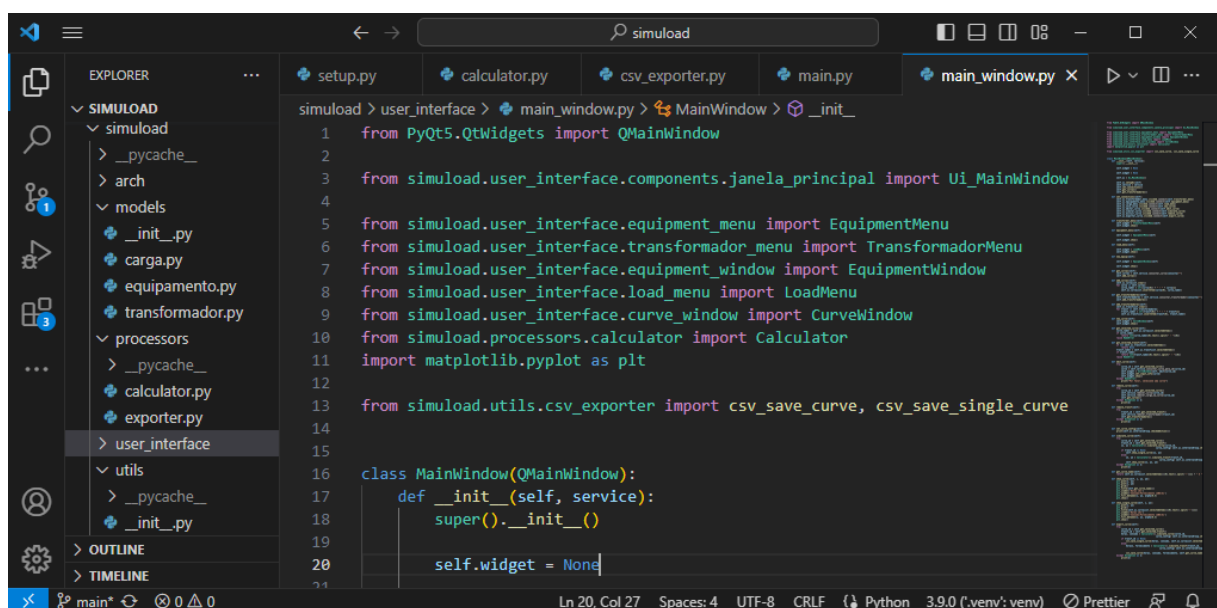 simuload
EXPLORER
SIMULOAD
simuload
__pycache__
arch
models
__init__.py
carga.py
equipamento.py
transformador.py
processors
__pycache__
calculator.py
exporter.py
user_interface
utils
__pycache__
__init__.py
OUTLINE
TIMELINE
1
3
setup.py calculator.py csv_exporter.py main.py main_window.py
simuload > user_interface > main_window.py > MainWindow > __init__
1 from PyQt5.QtWidgets import QMainWindow
2
3 from simuload.user_interface.components.janela_principal import Ui_MainWindow
4
5 from simuload.user_interface.equipment_menu import EquipmentMenu
6 from simuload.user_interface.transformador_menu import TransformadorMenu
7 from simuload.user_interface.equipment_window import EquipmentWindow
8 from simuload.user_interface.load_menu import LoadMenu
9 from simuload.user_interface.curve_window import CurveWindow
10 from simuload.processors.calculator import Calculator
11 import matplotlib.pyplot as plt
12
13 from simuload.utils.csv_exporter import csv_save_curve, csv_save_single_curve
14
15
16 class MainWindow(QMainWindow):
17 def __init__(self, service):
18 super().__init__()
19
20 self.widget = None
21
main* 0 0 Ln 20, Col 27 Spaces: 4 UTF-8 CRLF Python 3.9.0 ('.venv': venv) Prettier